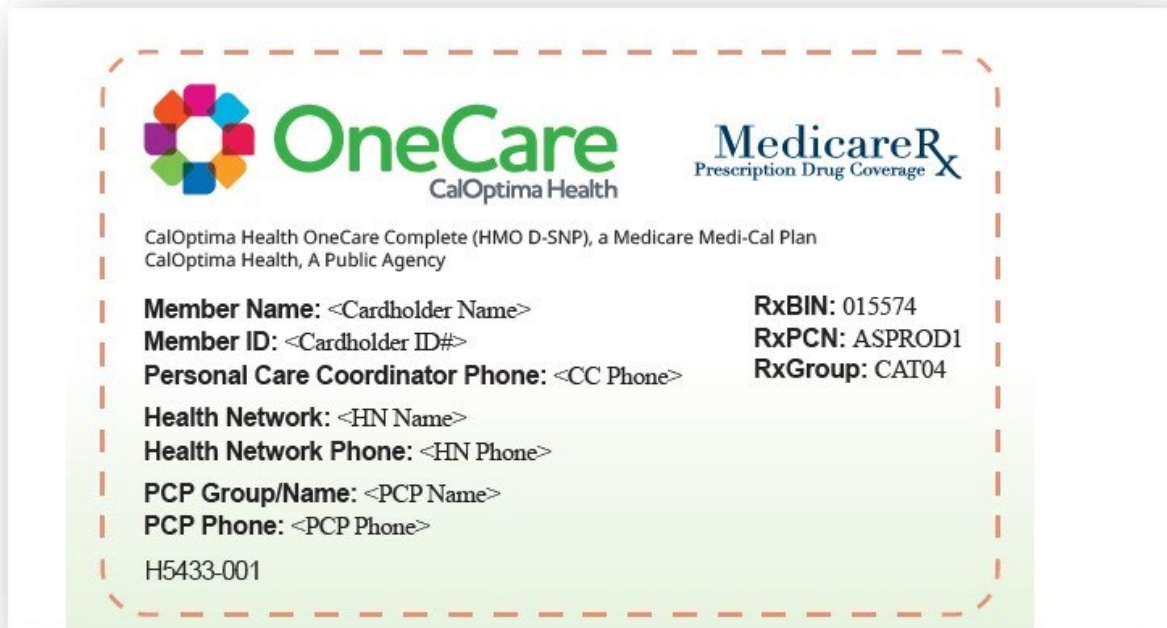 OneCare
CalOptima Health
MedicareRx
Prescription Drug Coverage
CalOptima Health OneCare Complete (HMO D-SNP), a Medicare Medi-Cal Plan
CalOptima Health, A Public Agency
Member Name: <Cardholder Name>
Member ID: <Cardholder ID#>
Personal Care Coordinator Phone: <CC Phone>
RxBIN: 015574
RxPCN: ASPROD1
RxGroup: CAT04
Health Network: <HN Name>
Health Network Phone: <HN Phone>
PCP Group/Name: <PCP Name>
PCP Phone: <PCP Phone>
H5433-001